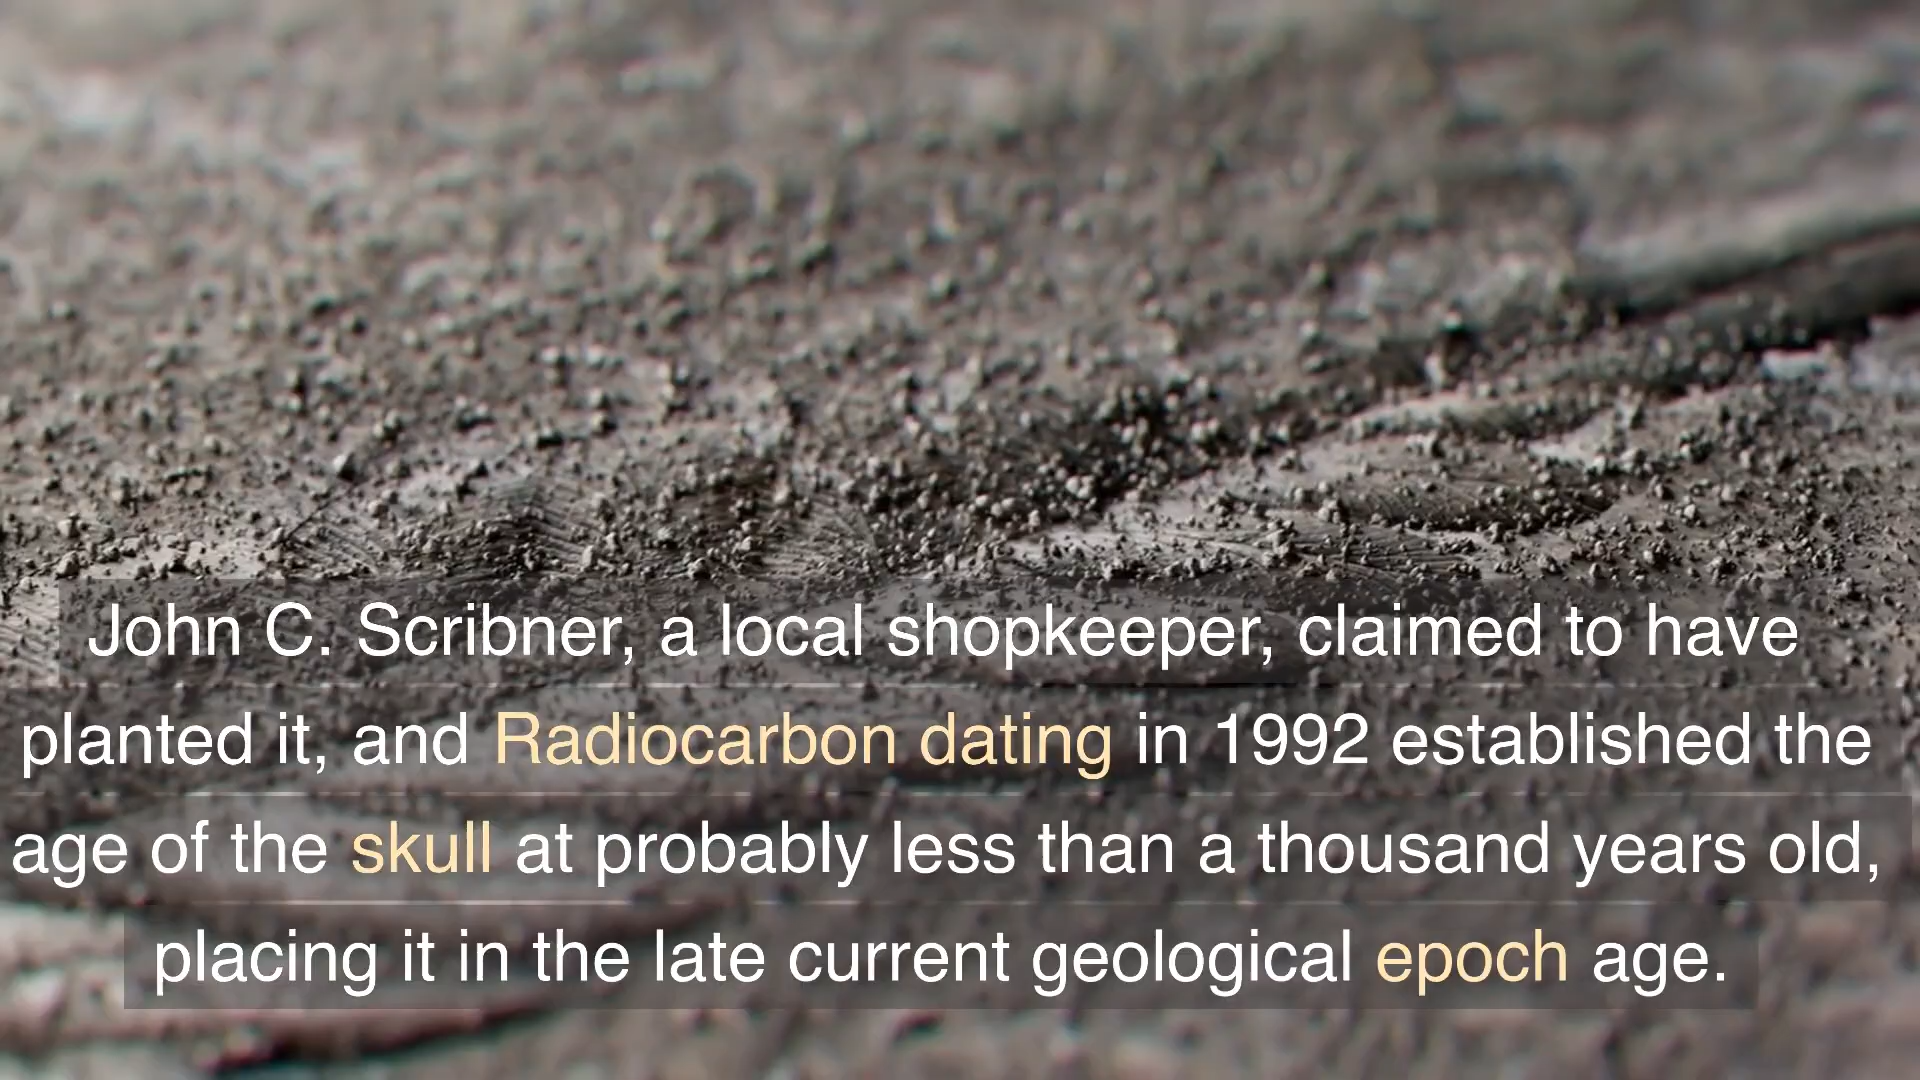 John C. Scribner, a local shopkeeper, claimed to have
planted it, and Radiocarbon dating in 1992 established the
age of the skull at probably less than a thousand years old,
placing it in the late current geological epoch age.